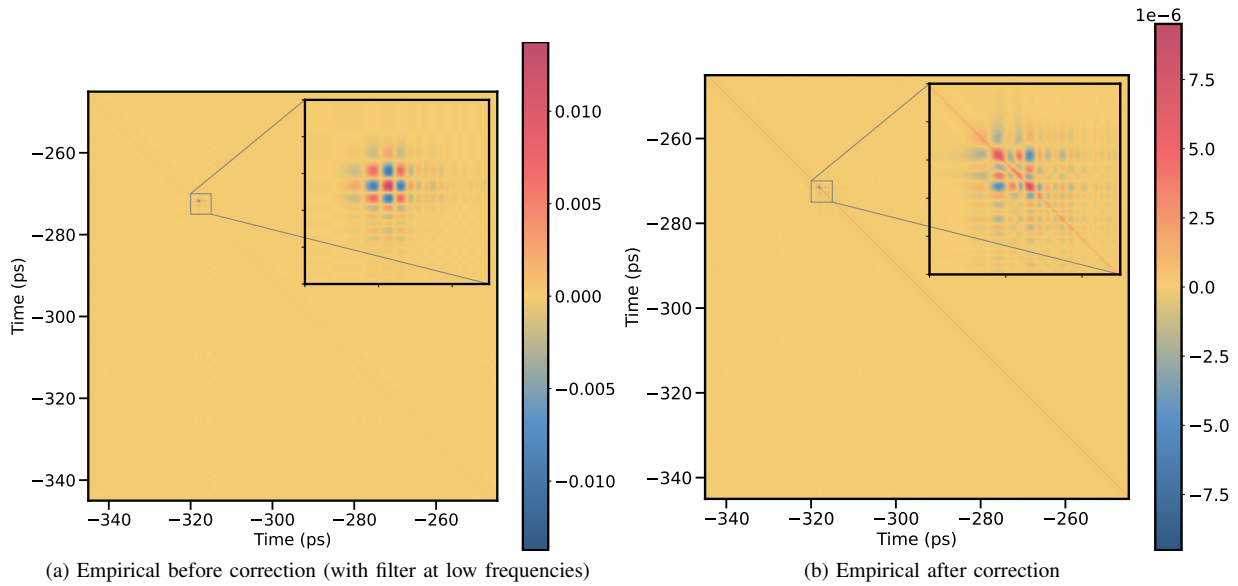 0.010
0.005
0.000
−0.005
−0.010
−260
−280
−300
−320
−340
Time (ps)
−340 −320 −300 −280 −260
Time (ps)
(a) Empirical before correction (with filter at low frequencies)
1e−6
7.5
5.0
2.5
0.0
−2.5
−5.0
−7.5
−260
−280
−300
−320
−340
Time (ps)
−340 −320 −300 −280 −260
Time (ps)
(b) Empirical after correction